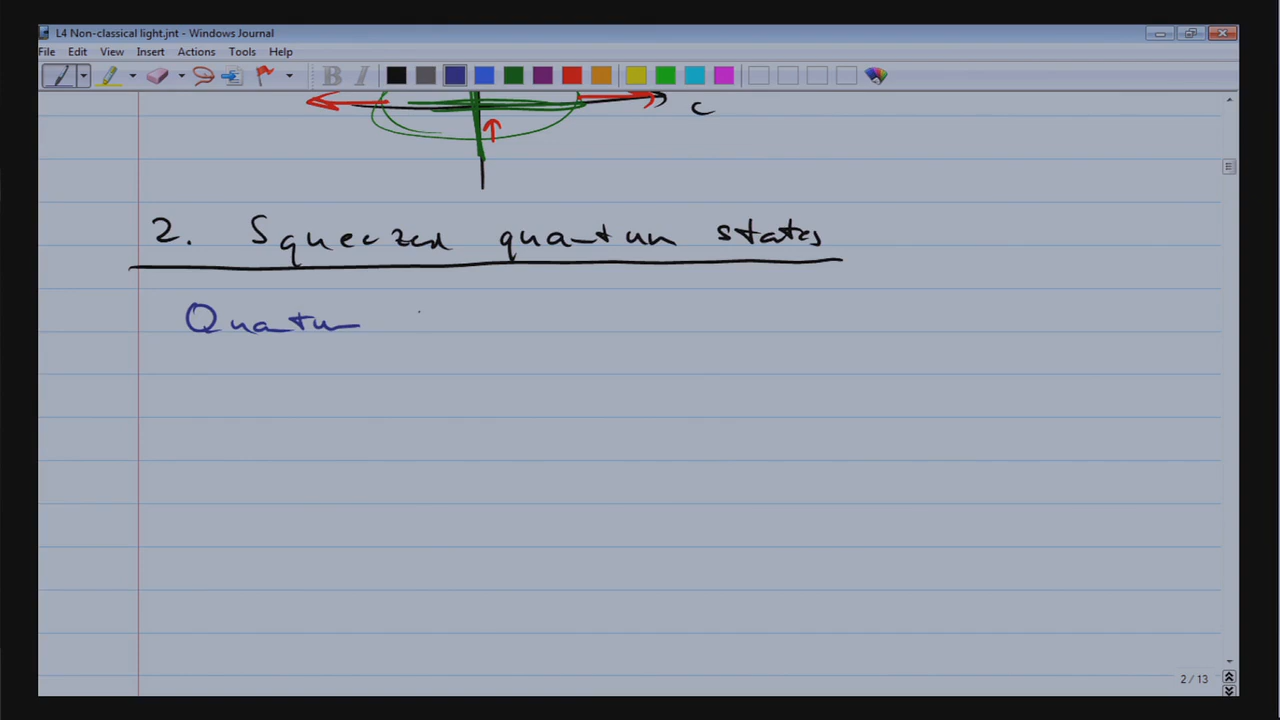 L4 Non-classical light.jnt - Windows Journal
File Edit View Insert Actions Tools Help
B I
c
2. Squeezed quantum states
Quantum
2 / 13